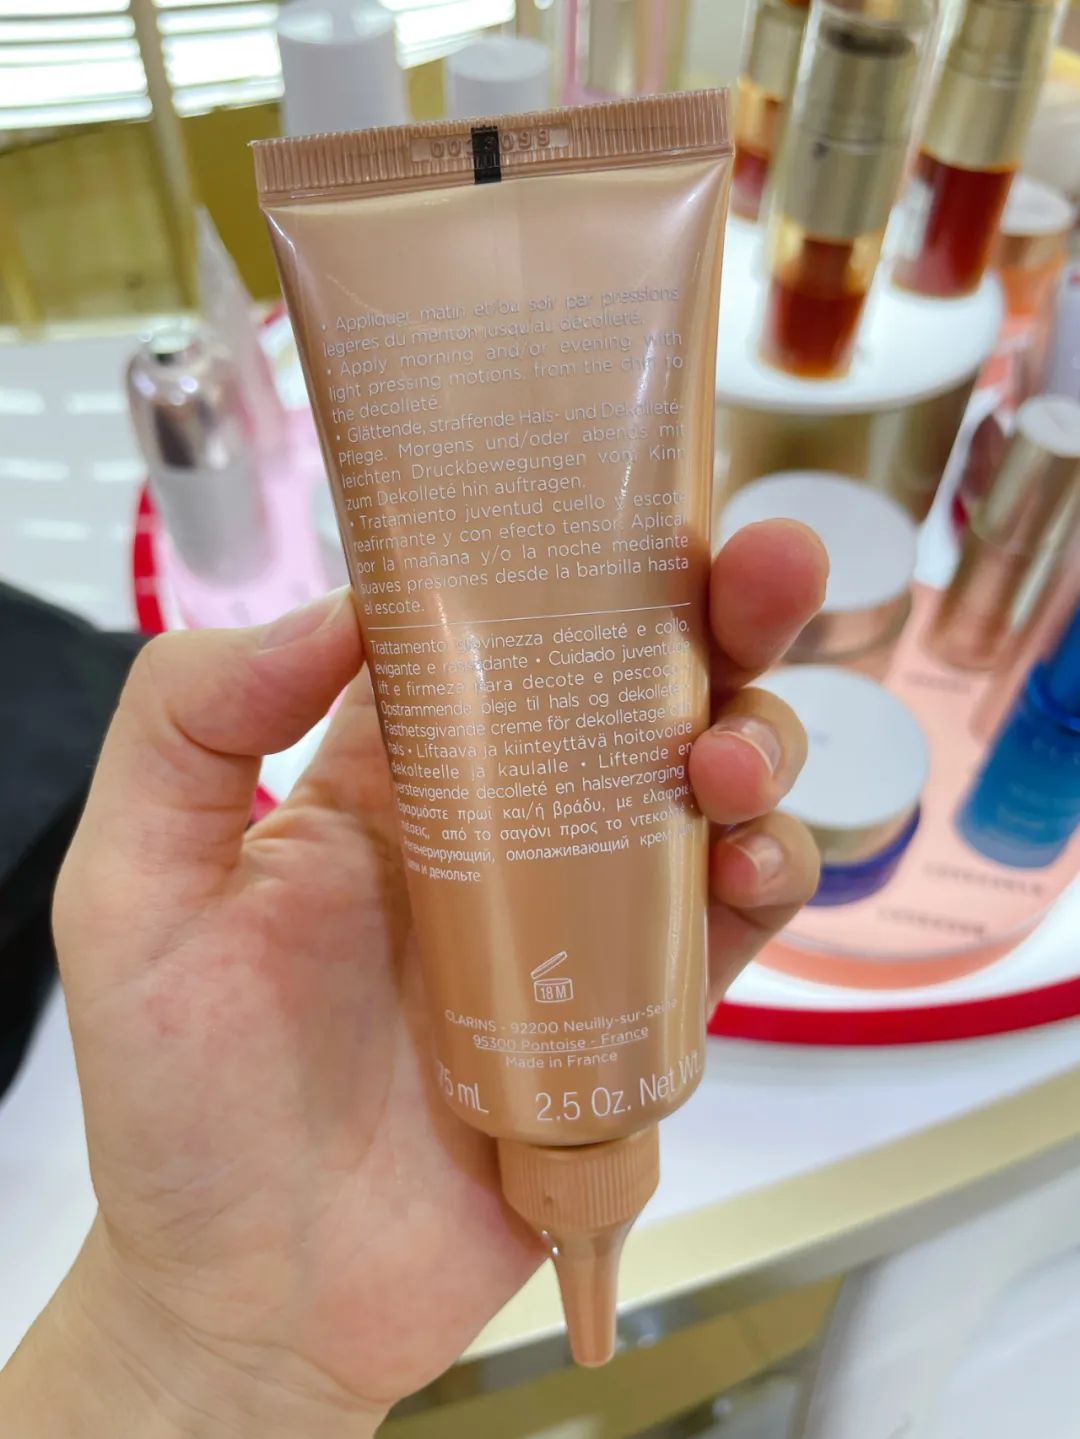 • Appliquer matin et/ou soir par pressions
légères du menton jusqu'au décolleté.
• Apply morning and/or evening with
light pressing motions, from the chin to
the décolleté.
• Glättende, straffende Hals- und Dekolleté-
Pflege. Morgens und/oder abends mit
leichten Druckbewegungen vom Kinn
zum Dekolleté hin auftragen.
• Tratamiento juventud cuello y escote
reafirmante y con efecto tensor. Aplicar
por la mañana y/o la noche mediante
suaves presiones desde la barbilla hasta
el escote.
Trattamento giovinezza décolleté e collo,
levigante e rassodante • Cuidado juventude
lift e firmeza para decote e pescoço •
Opstrammende pleje til hals og dekolleté •
Fasthetsgivande creme för dekolletage och
hals • Liftaava ja kiinteyttävä hoitovoide
dekolteelle ja kaulalle • Liftende en
verstevigende decolleté en halsverzorging
Εφαρμόστε πρωί και/ή βράδυ, με ελαφριές
πιέσεις, από το σαγόνι προς το ντεκολτέ.
Регенерирующий, омолаживающий крем для
шеи и декольте
18 M
CLARINS - 92200 Neuilly-sur-Seine
95300 Pontoise - France
Made in France
75 mL 2.5 Oz. Net Wt.